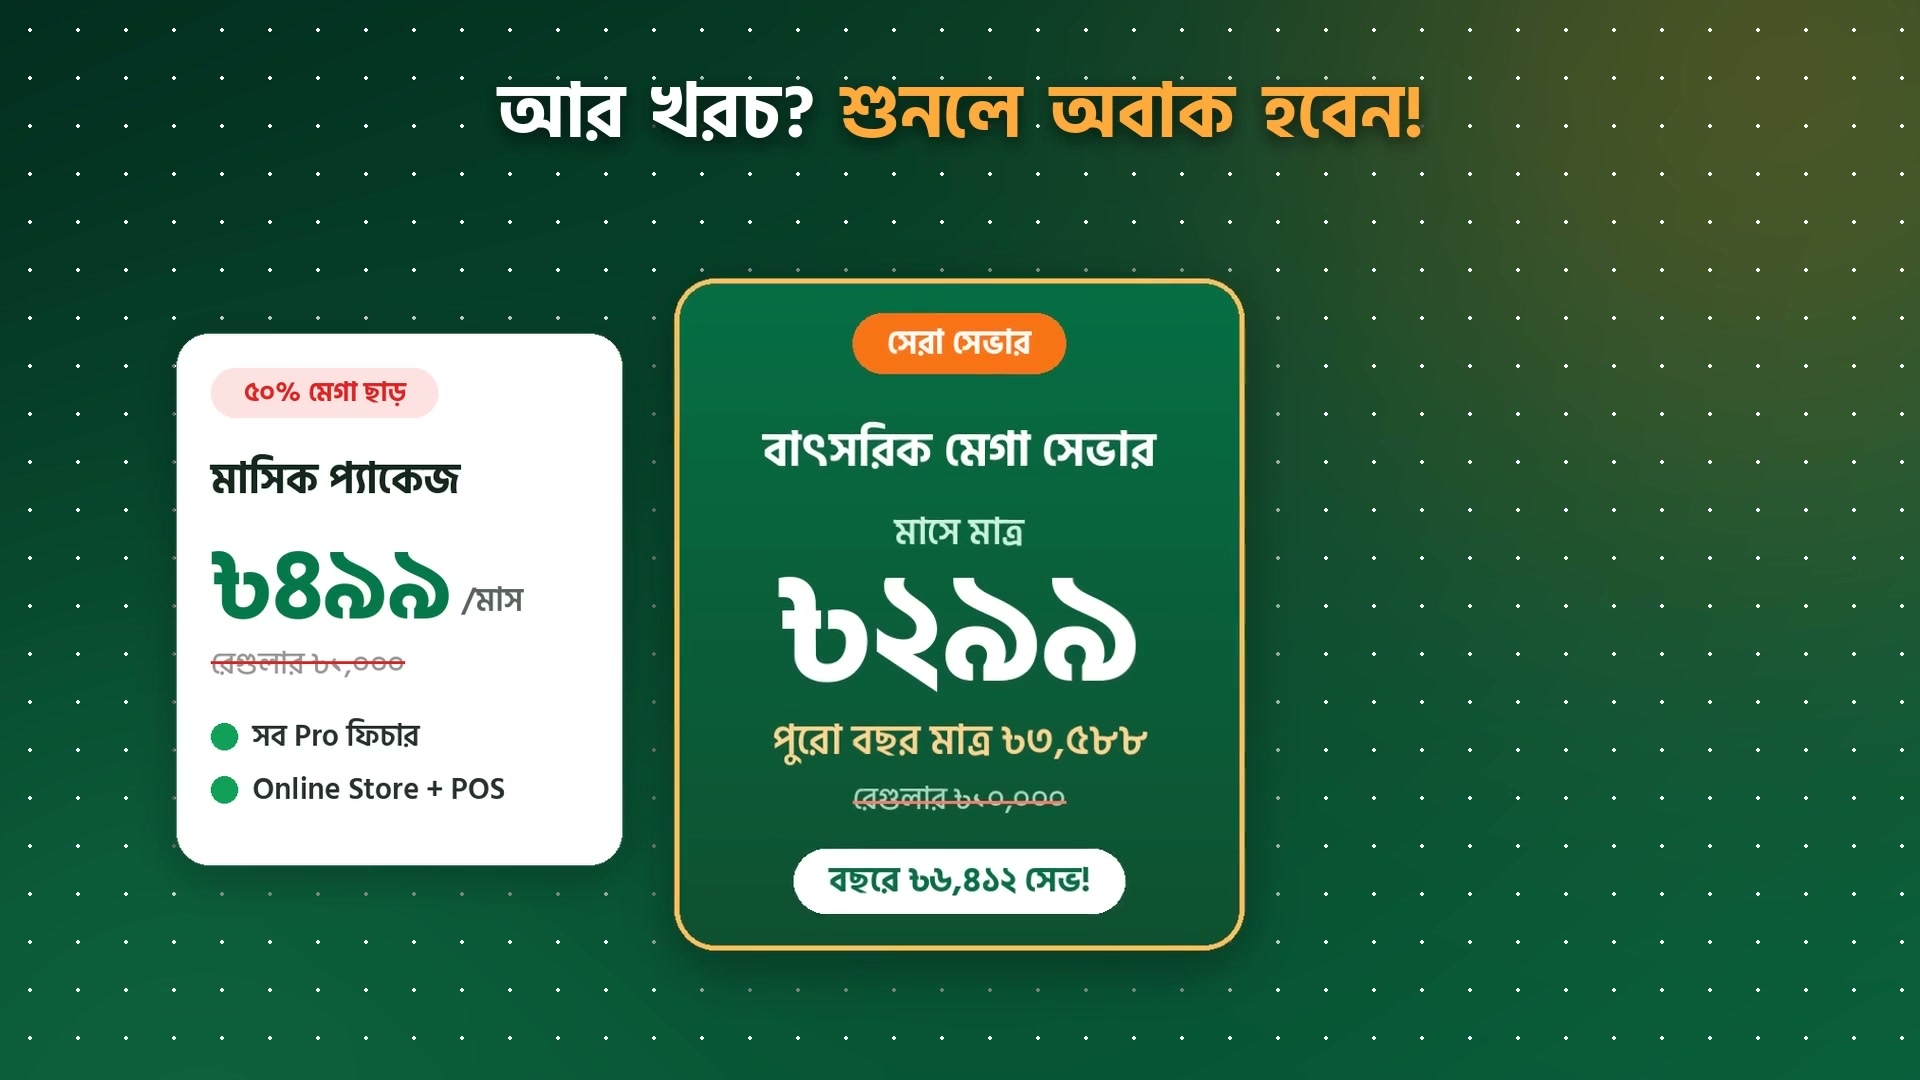 আর খরচ? শুনলে অবাক হবেন!
৫০% মেগা ছাড়
মাসিক প্যাকেজ
৳৪৯৯ /মাস
রেগুলার ৳১,০০০
সব Pro ফিচার
Online Store + POS
সেরা সেভার
বাৎসরিক মেগা সেভার
মাসে মাত্র
৳২৯৯
পুরো বছর মাত্র ৳৩,৫৮৮
রেগুলার ৳১০,০০০
বছরে ৳৬,৪১২ সেভ!